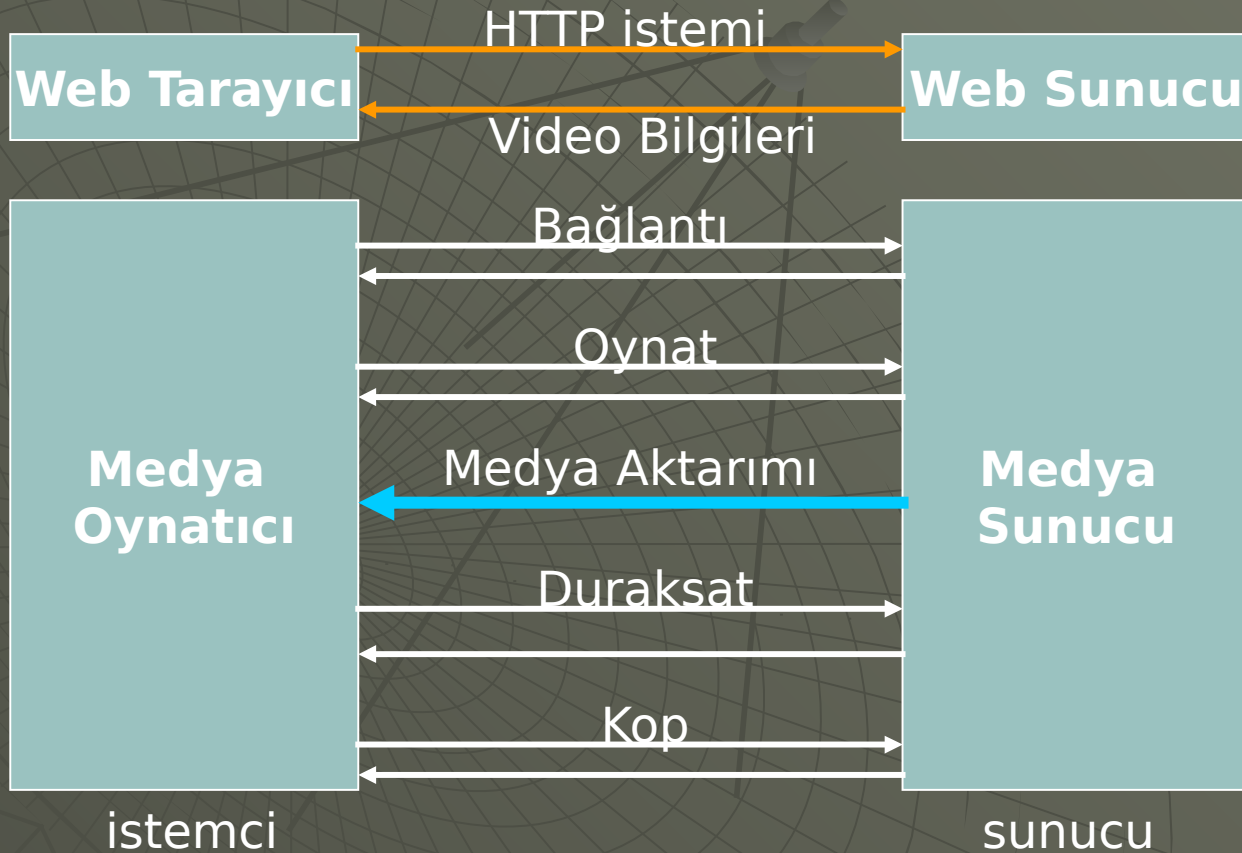 HTTP istemi
Web Tarayıcı
Web Sunucu
Video Bilgileri
Bağlantı
Oynat
Medya Aktarımı
Medya
Oynatıcı
Medya
Sunucu
Duraksat
Kop
istemci
sunucu